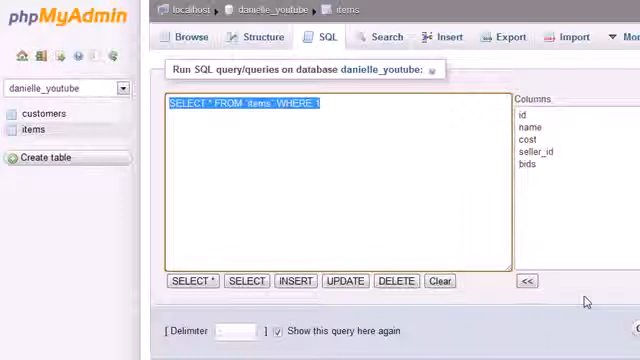 phpMyAdmin
localhost ▸ danielle_youtube ▸ items
Browse Structure SQL Search Insert Export Import
Run SQL query/queries on database danielle_youtube:
danielle_youtube
customers
items
Create table
SELECT * FROM `items` WHERE 1
Columns
id
name
cost
seller_id
bids
SELECT * SELECT INSERT UPDATE DELETE Clear <<
[ Delimiter ; ] Show this query here again